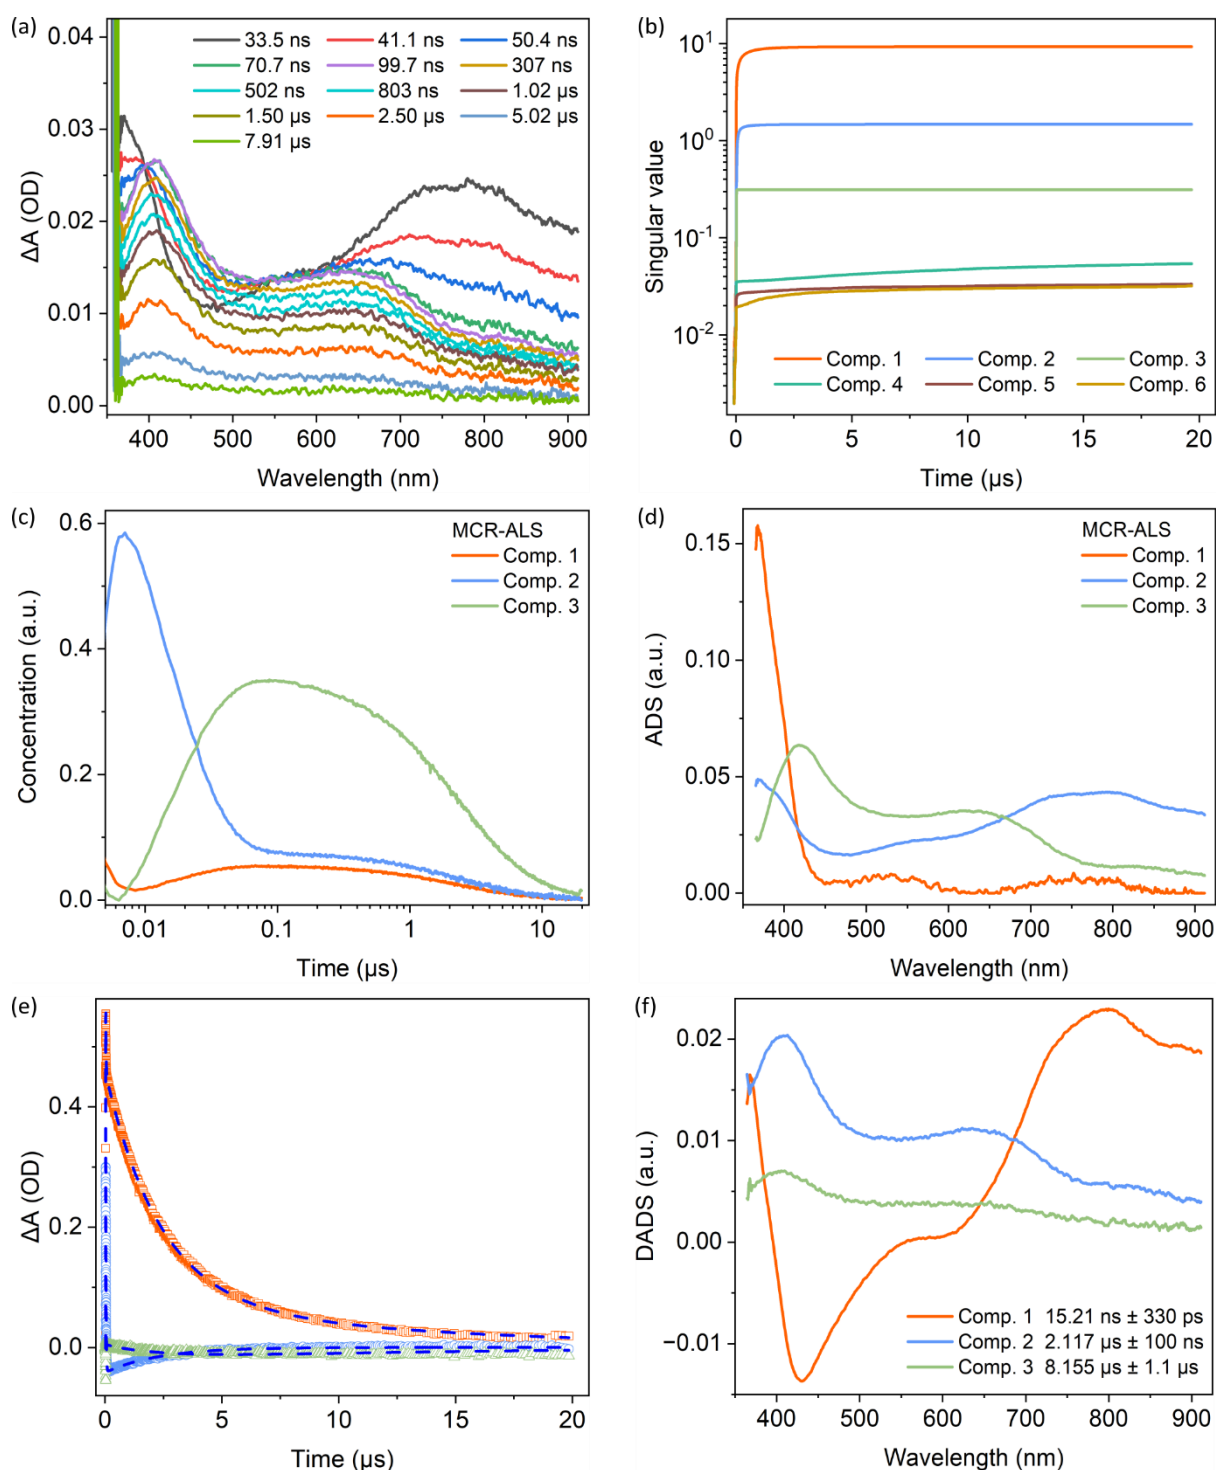 (a)
0.04
0.03
0.02
0.01
0.00
ΔA (OD)
33.5 ns 41.1 ns 50.4 ns
70.7 ns 99.7 ns 307 ns
502 ns 803 ns 1.02 µs
1.50 µs 2.50 µs 5.02 µs
7.91 µs
400 500 600 700 800 900
Wavelength (nm)
(b)
10¹
10⁰
10⁻¹
10⁻²
Singular value
Comp. 1 Comp. 2 Comp. 3
Comp. 4 Comp. 5 Comp. 6
0 5 10 15 20
Time (µs)
(c)
0.6
0.4
0.2
0.0
Concentration (a.u.)
MCR-ALS
Comp. 1
Comp. 2
Comp. 3
0.01 0.1 1 10
Time (µs)
(d)
0.15
0.10
0.05
0.00
ADS (a.u.)
MCR-ALS
Comp. 1
Comp. 2
Comp. 3
400 500 600 700 800 900
Wavelength (nm)
(e)
0.4
0.2
0.0
ΔA (OD)
0 5 10 15 20
Time (µs)
(f)
0.02
0.01
0.00
−0.01
DADS (a.u.)
Comp. 1 15.21 ns ± 330 ps
Comp. 2 2.117 µs ± 100 ns
Comp. 3 8.155 µs ± 1.1 µs
400 500 600 700 800 900
Wavelength (nm)